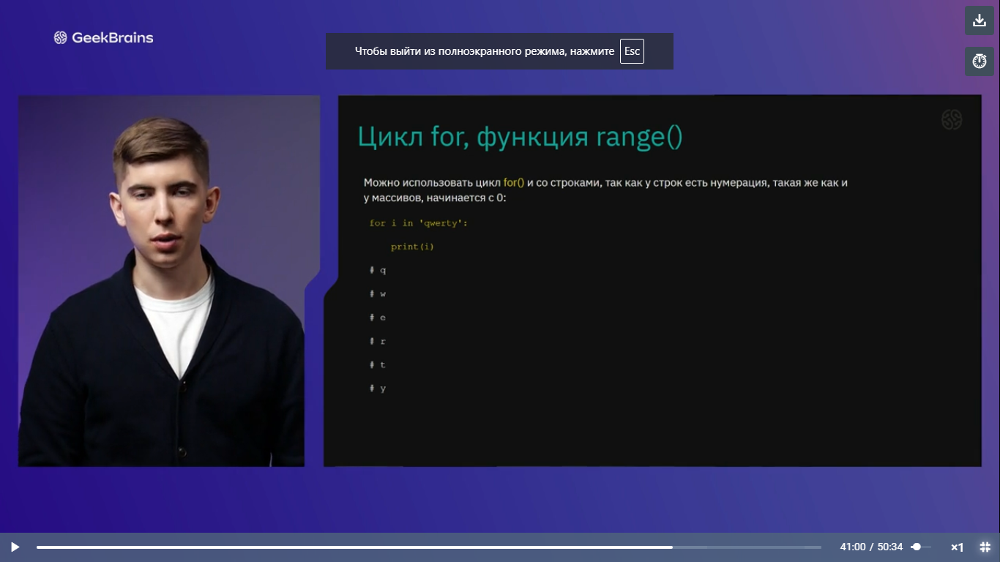 GeekBrains
Чтобы выйти из полноэкранного режима, нажмите Esc
Цикл for, функция range()
Можно использовать цикл for() и со строками, так как у строк есть нумерация, такая же как и
у массивов, начинается с 0:
for i in 'qwerty':
print(i)
# q
# w
# e
# r
# t
# y
41:00 / 50:34
×1